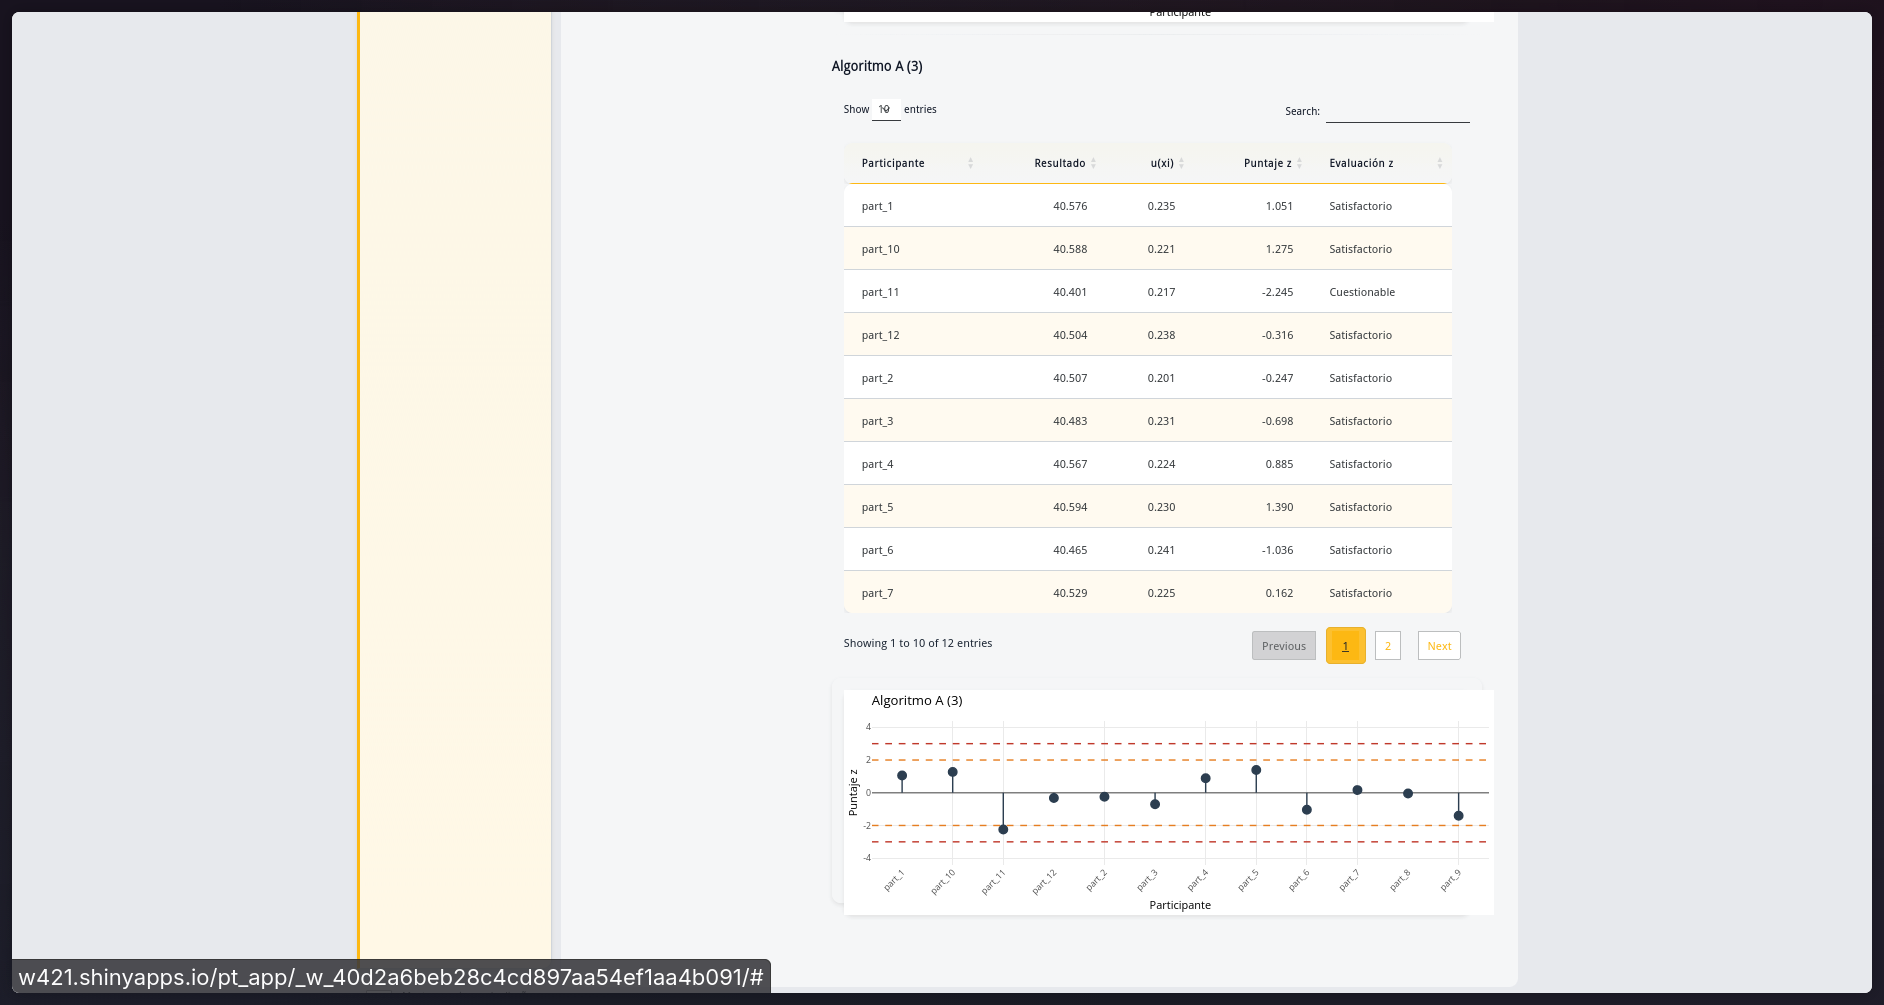 Participante
Algoritmo A (3)
Show 10 entries
Search:
Participante Resultado u(xi) Puntaje z Evaluación z
part_1 40.576 0.235 1.051 Satisfactorio
part_10 40.588 0.221 1.275 Satisfactorio
part_11 40.401 0.217 -2.245 Cuestionable
part_12 40.504 0.238 -0.316 Satisfactorio
part_2 40.507 0.201 -0.247 Satisfactorio
part_3 40.483 0.231 -0.698 Satisfactorio
part_4 40.567 0.224 0.885 Satisfactorio
part_5 40.594 0.230 1.390 Satisfactorio
part_6 40.465 0.241 -1.036 Satisfactorio
part_7 40.529 0.225 0.162 Satisfactorio
Showing 1 to 10 of 12 entries
Previous 1 2 Next
Algoritmo A (3)
4
2
0
-2
-4
Puntaje z
part_1 part_10 part_11 part_12 part_2 part_3 part_4 part_5 part_6 part_7 part_8 part_9
Participante
w421.shinyapps.io/pt_app/_w_40d2a6beb28c4cd897aa54ef1aa4b091/#